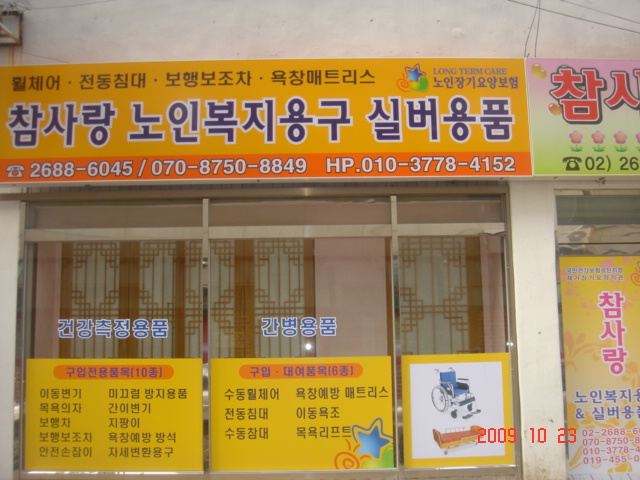 휠체어 · 전동침대 · 보행보조차 · 욕창매트리스
LONG TERM CARE
노인장기요양보험
참사랑 노인복지용구 실버용품
☎ 2688-6045 / 070-8750-8849 HP.010-3778-4152
참사
☎ 02) 26
건강측정용품
간병용품
구입전용품목(10종)
이동변기 미끄럼 방지용품
목욕의자 간이변기
보행차 지팡이
보행보조차 욕창예방 방석
안전손잡이 자세변환용구
구입 · 대여품목(6종)
수동휠체어 욕창예방 매트리스
전동침대 이동욕조
수동침대 목욕리프트
참사랑
노인복지용
& 실버용
☎ 02-2688-6
070-8750-8
010-3778-4
019-455-0
2009 10 23